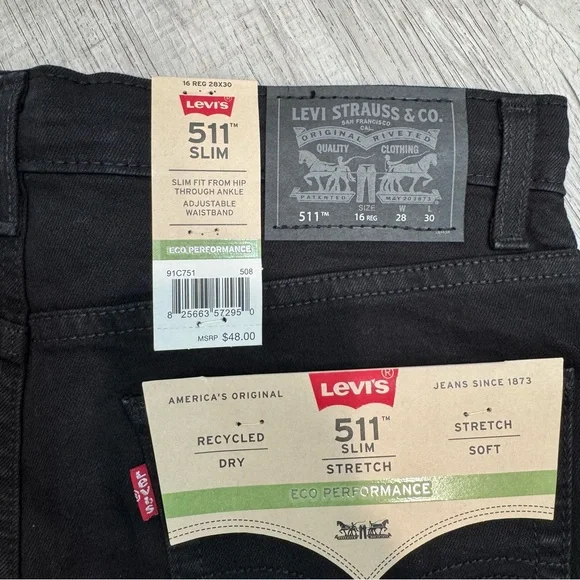 16 REG 28X30
LEVI'S
511™
SLIM
SLIM FIT FROM HIP
THROUGH ANKLE
ADJUSTABLE
WAISTBAND
ECO PERFORMANCE
91C751 508
8 25663 57295 0
MSRP $48.00
LEVI STRAUSS & CO.
SAN FRANCISCO
CAL.
ORIGINAL RIVETED
QUALITY CLOTHING
PATENTED MAY 20 1873
SIZE W L
511™ 16 REG 28 30
LEVI'S®
AMERICA'S ORIGINAL JEANS SINCE 1873
511™
SLIM
STRETCH
RECYCLED
DRY
STRETCH
SOFT
ECO PERFORMANCE
LEVI'S